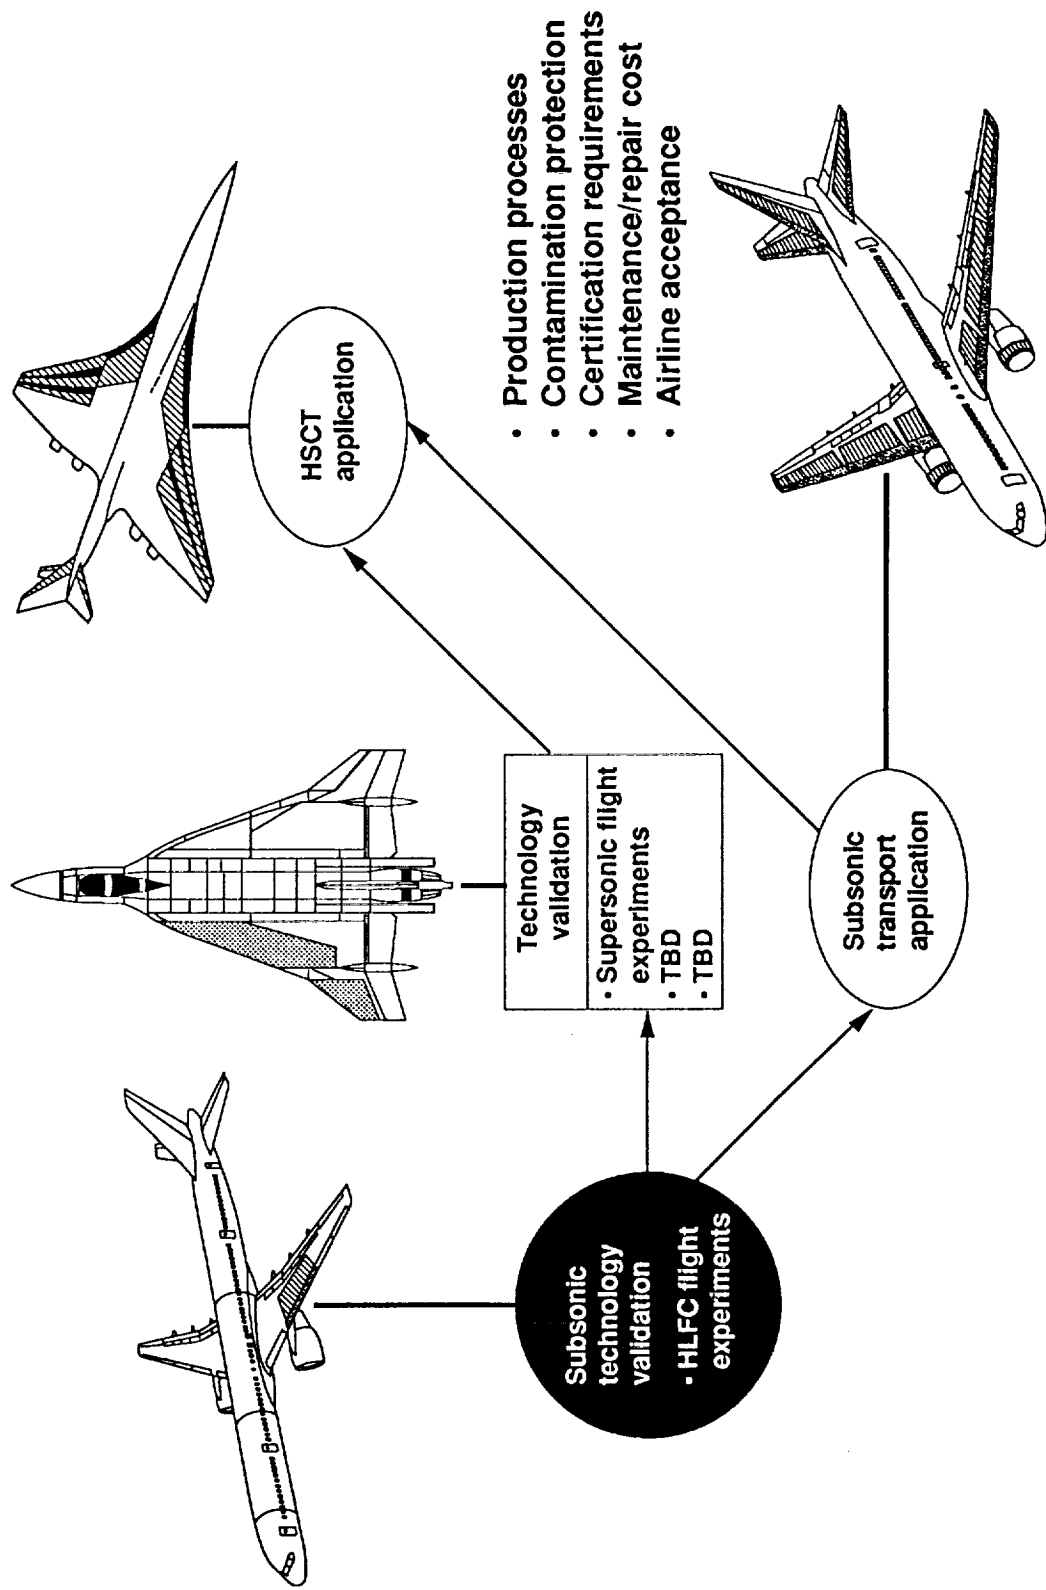 HSCT
application
Technology
validation
• Supersonic flight
experiments
• TBD
• TBD
Subsonic
technology
validation
• HLFC flight
experiments
Subsonic
transport
application
• Production processes
• Contamination protection
• Certification requirements
• Maintenance/repair cost
• Airline acceptance